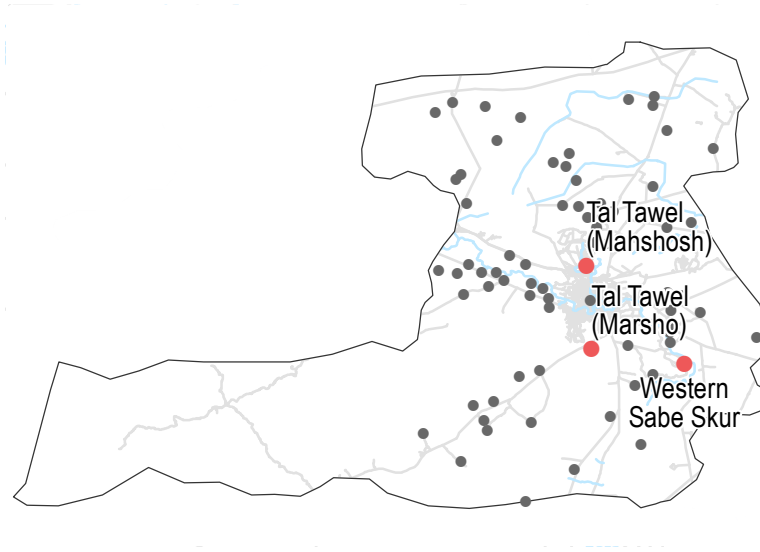 Tal Tawel
(Mahshosh)
Tal Tawel
(Marsho)
Western
Sabe Skur